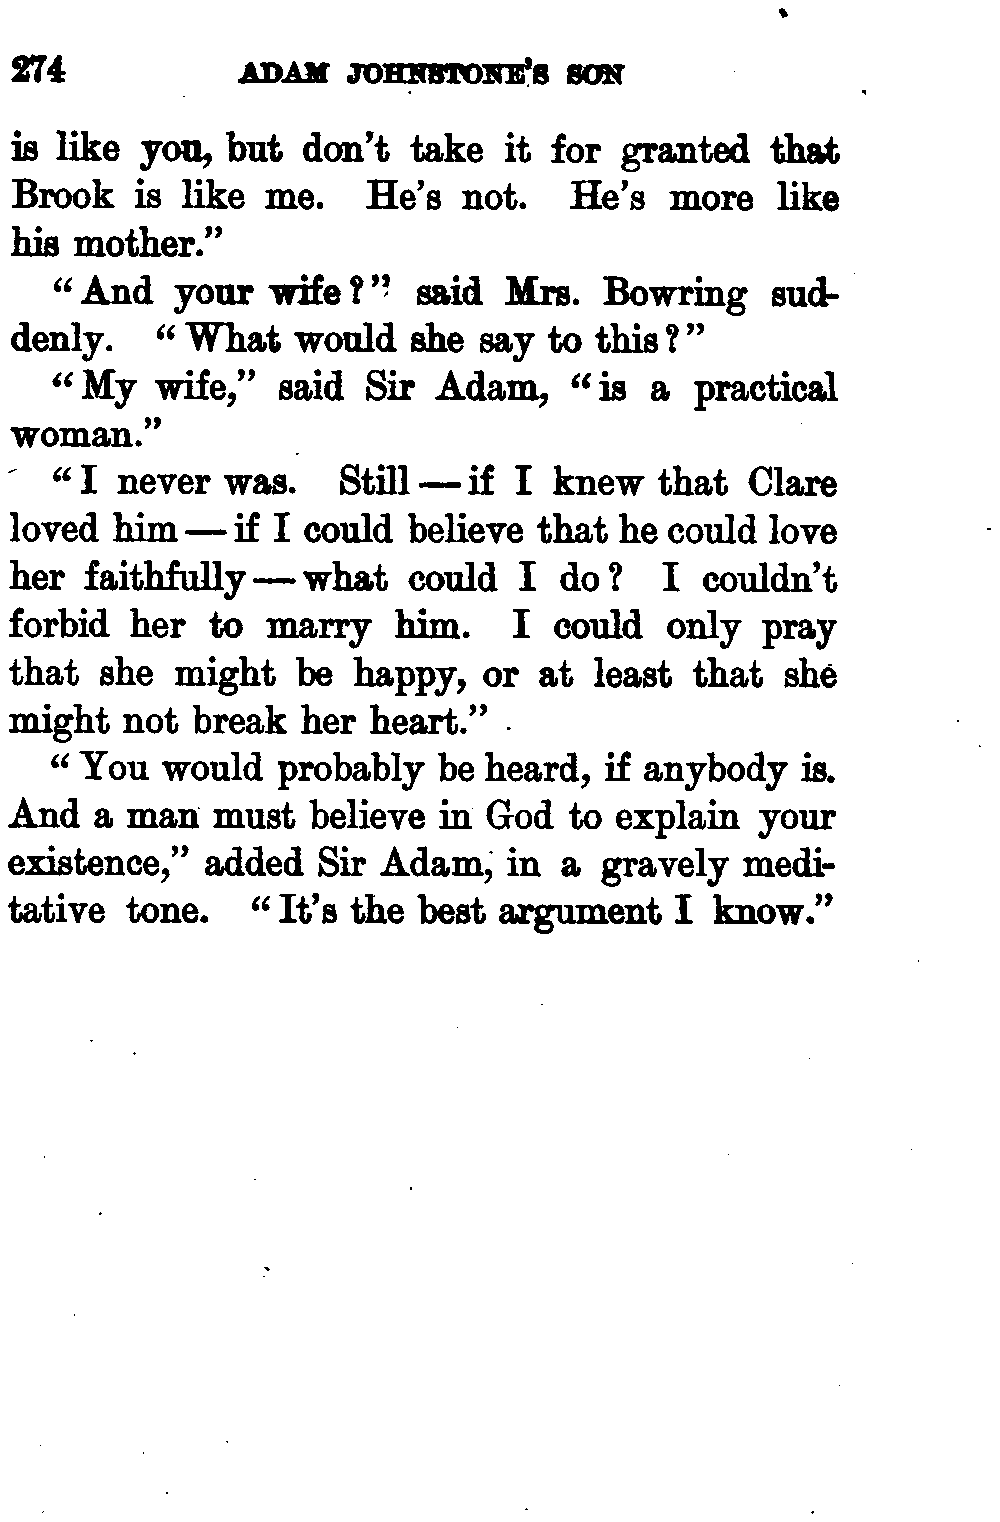 274 ADAM JOHNSTONE'S SON
is like you, but don't take it for granted that
Brook is like me. He's not. He's more like
his mother."
"And your wife?" said Mrs. Bowring sud-
denly. "What would she say to this?"
"My wife," said Sir Adam, "is a practical
woman."
"I never was. Still — if I knew that Clare
loved him — if I could believe that he could love
her faithfully — what could I do? I couldn't
forbid her to marry him. I could only pray
that she might be happy, or at least that she
might not break her heart."
"You would probably be heard, if anybody is.
And a man must believe in God to explain your
existence," added Sir Adam, in a gravely medi-
tative tone. "It's the best argument I know."